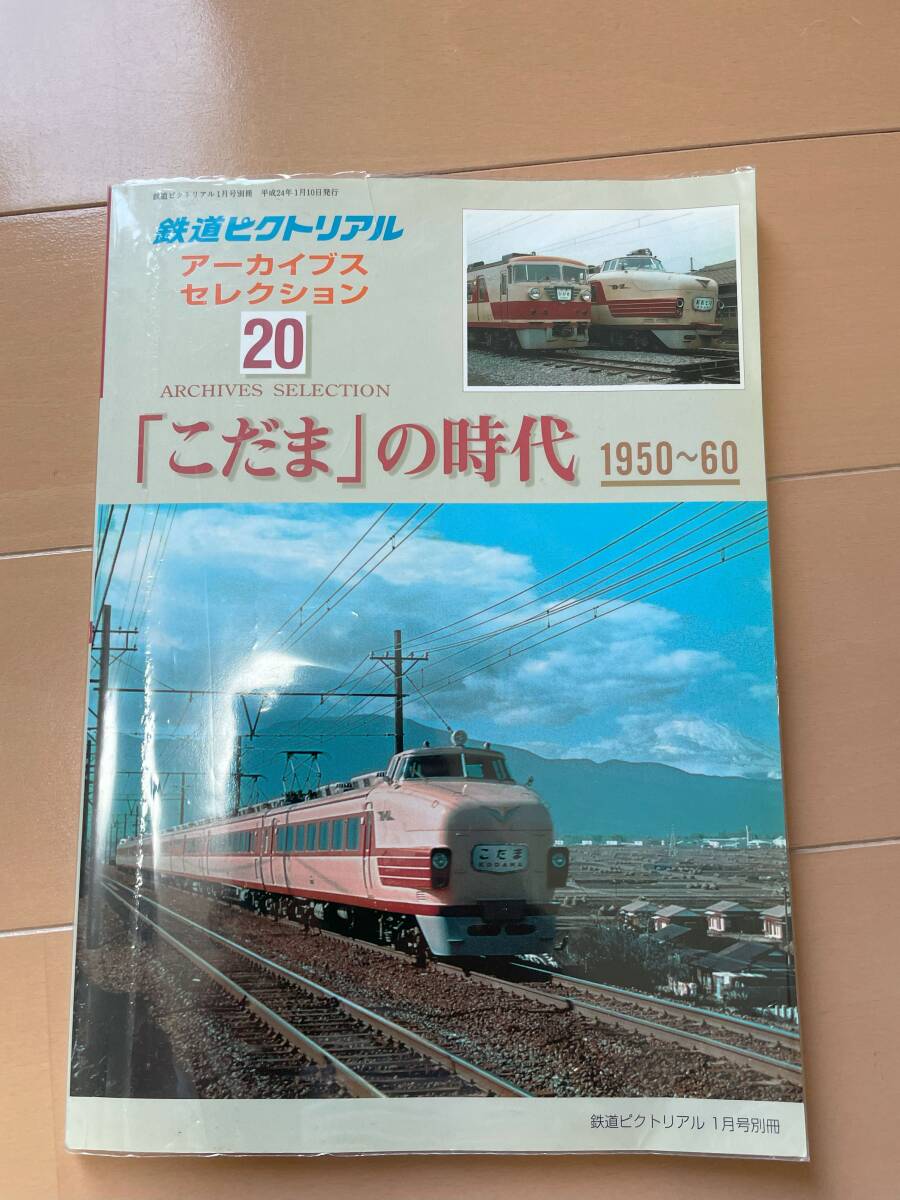 鉄道ピクトリアル1月号別冊 平成24年1月10日発行
鉄道ピクトリアル
アーカイブス
セレクション
20
ARCHIVES SELECTION
「こだま」の時代 1950～60
こだま
KODAMA
鉄道ピクトリアル 1月号別冊